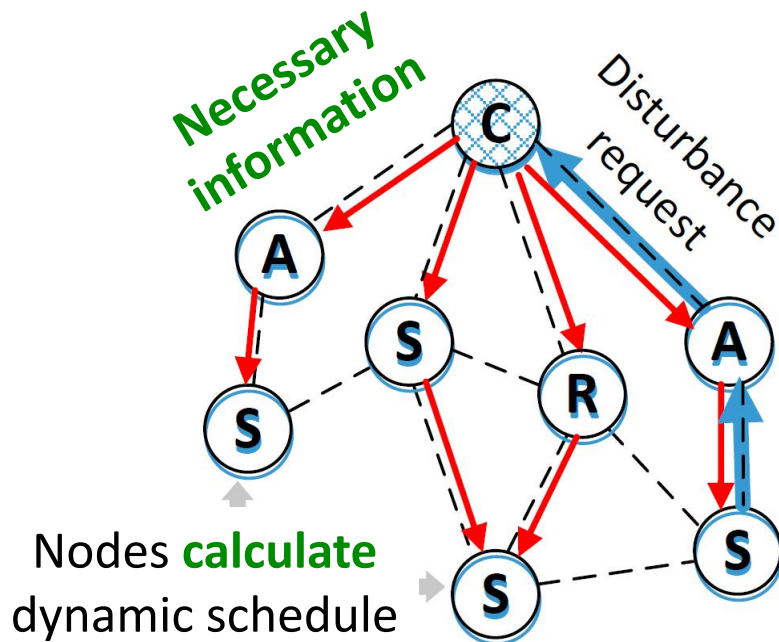 Necessary
information
Disturbance
request
C
A
S
A
R
S
S
S
Nodes calculate
dynamic schedule